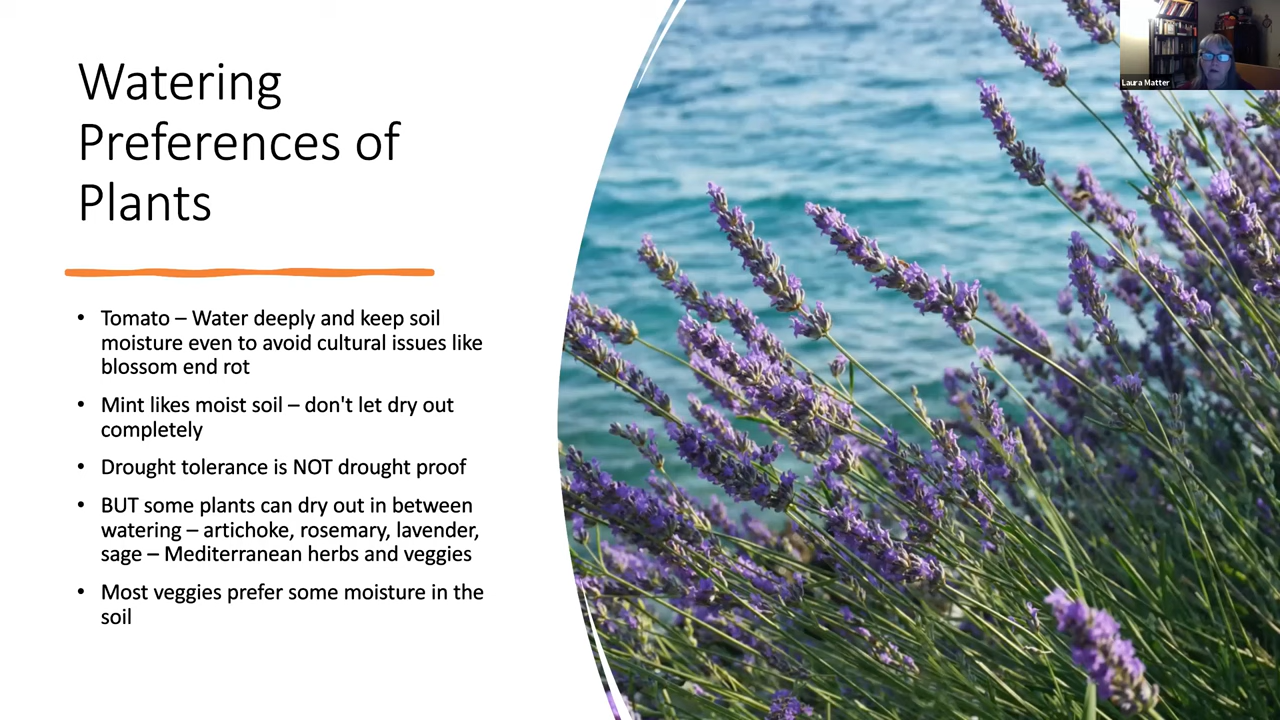 Watering
Preferences of
Plants
• Tomato – Water deeply and keep soil
moisture even to avoid cultural issues like
blossom end rot
• Mint likes moist soil – don't let dry out
completely
• Drought tolerance is NOT drought proof
• BUT some plants can dry out in between
watering – artichoke, rosemary, lavender,
sage – Mediterranean herbs and veggies
• Most veggies prefer some moisture in the
soil
Laura Matter